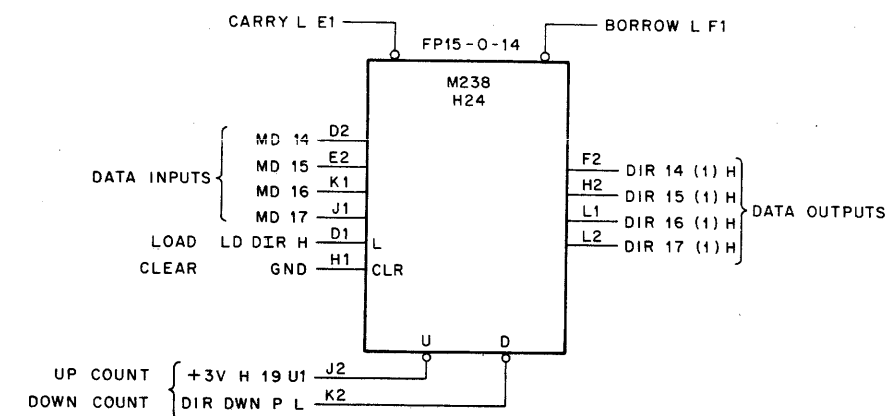 CARRY L E1
BORROW L F1
FP15-0-14
M238
H24
DATA INPUTS
MD 14 D2
MD 15 E2
MD 16 K1
MD 17 J1
LOAD LD DIR H D1 L
CLEAR GND H1 CLR
F2 DIR 14 (1) H
H2 DIR 15 (1) H
L1 DIR 16 (1) H
L2 DIR 17 (1) H
DATA OUTPUTS
U D
UP COUNT +3V H 19 U1 J2
DOWN COUNT DIR DWN P L K2